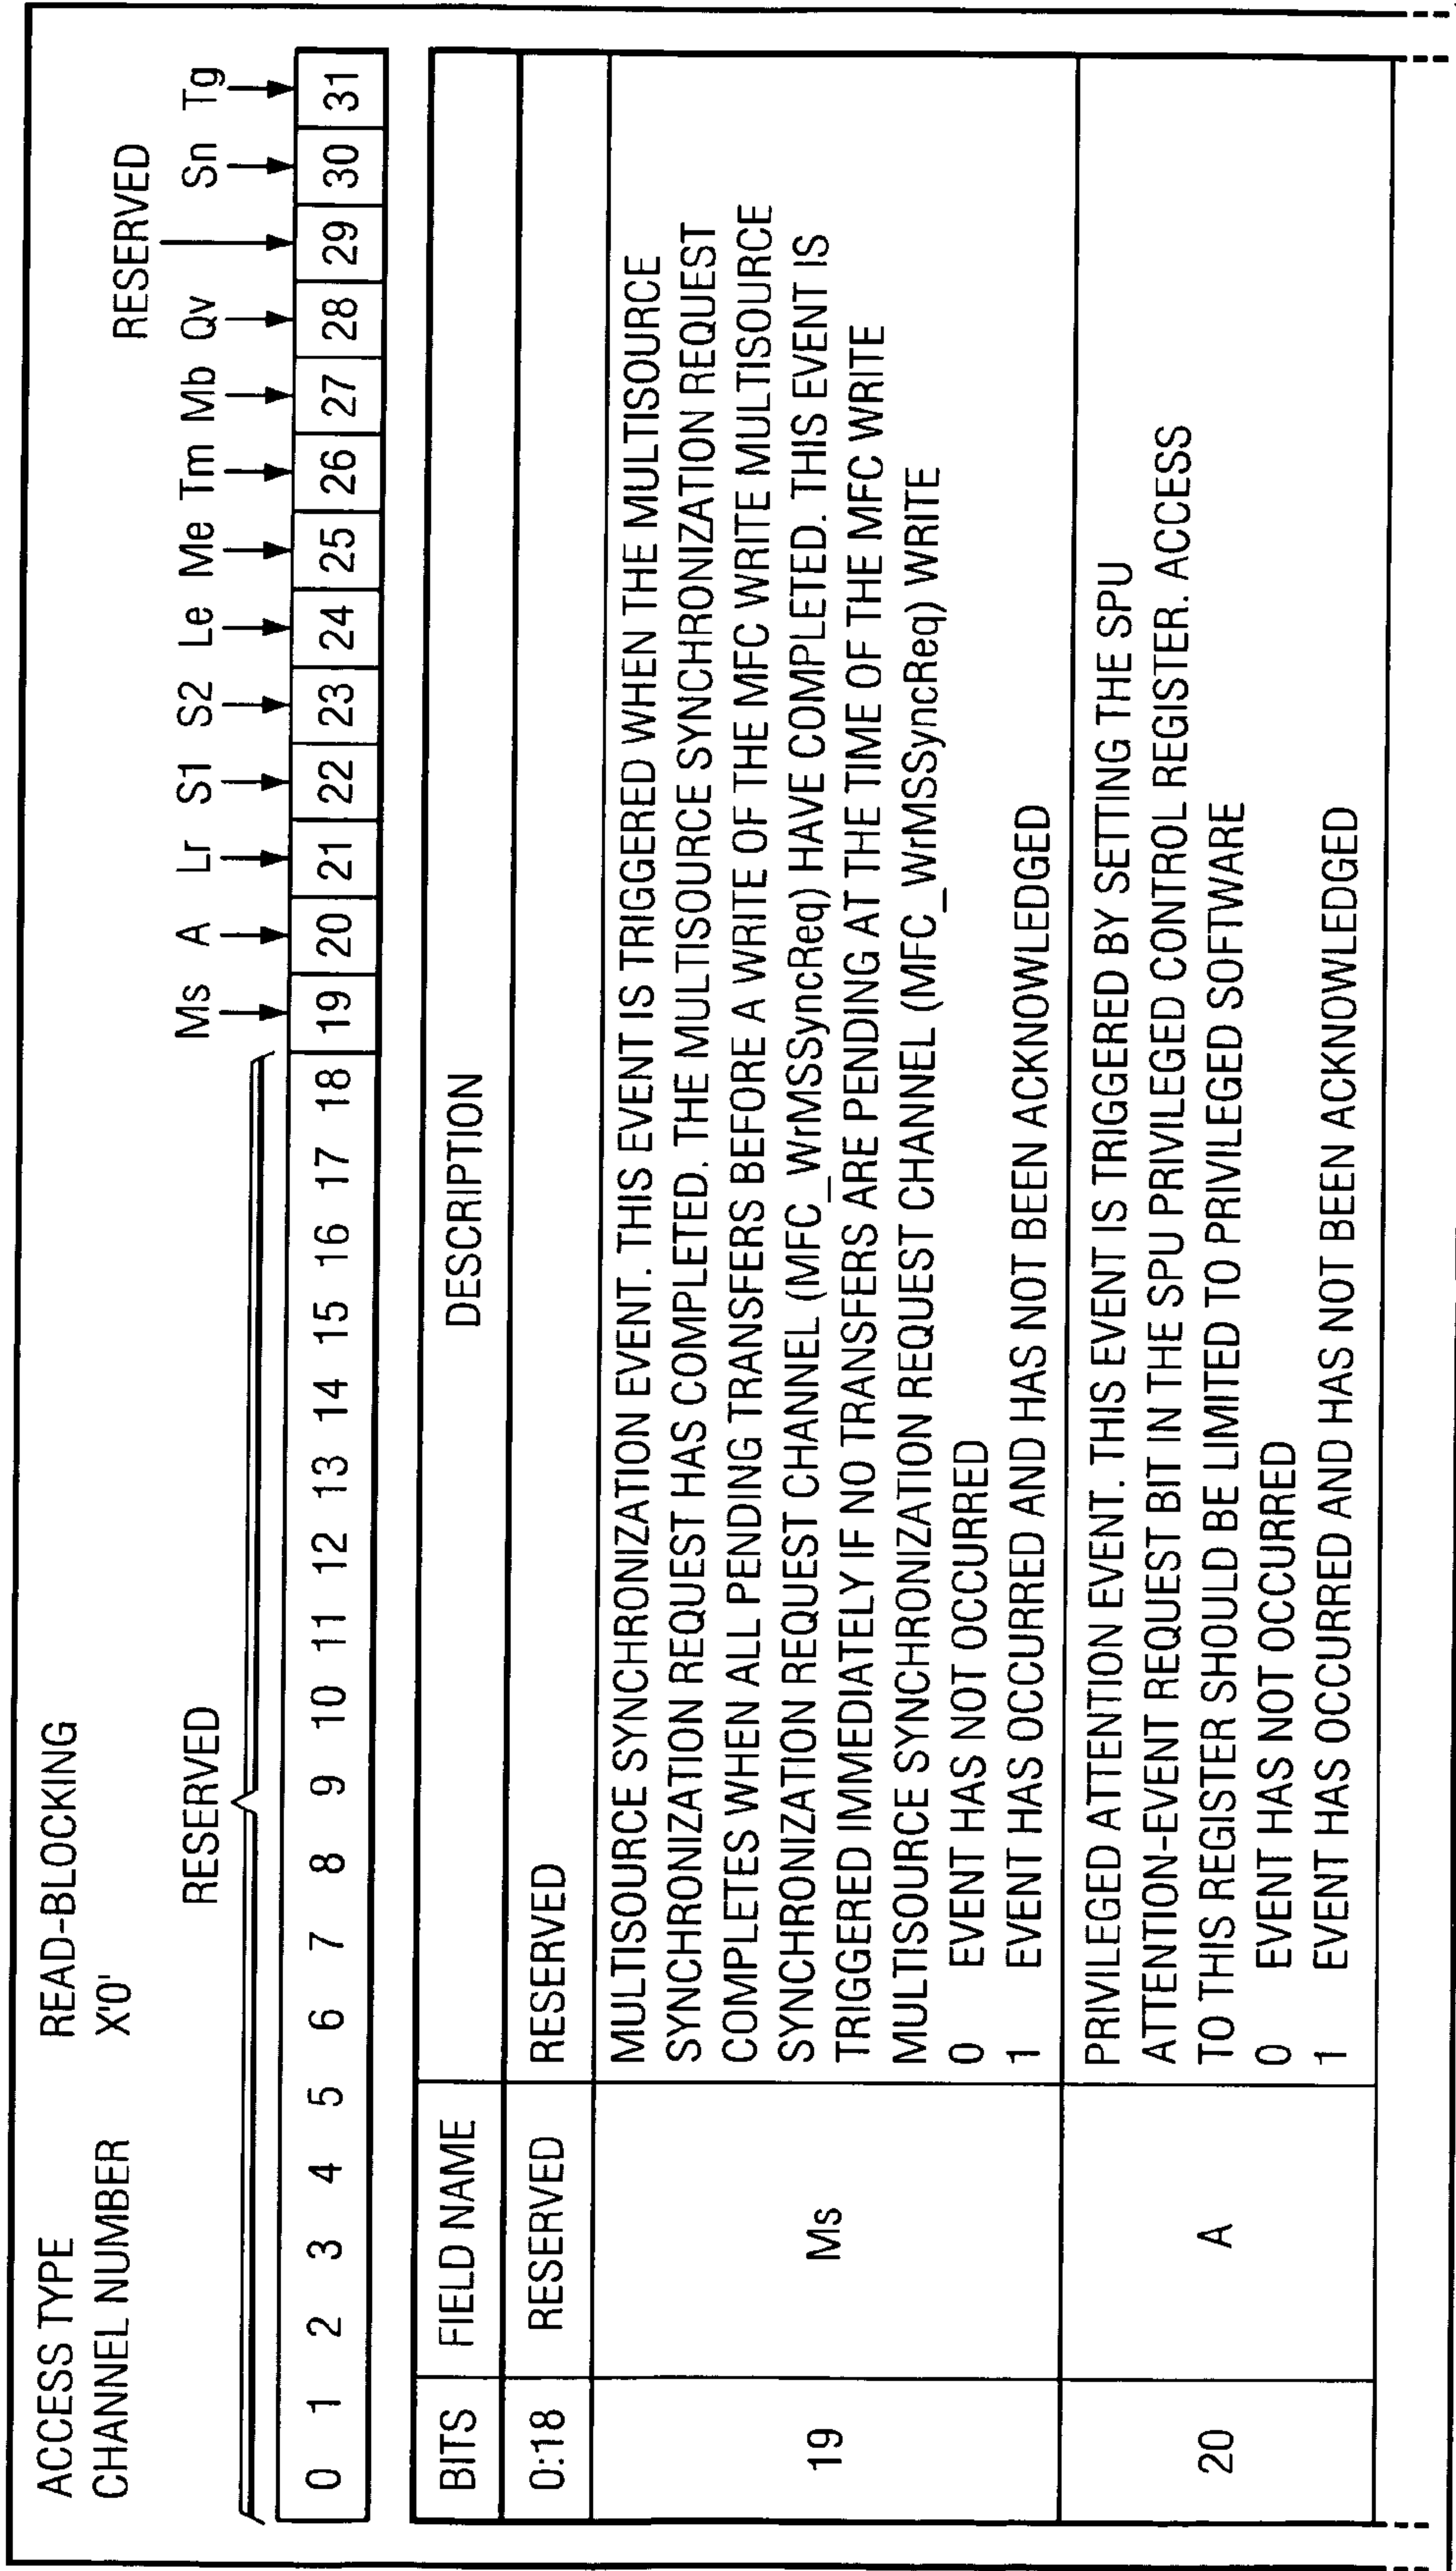 ACCESS TYPE READ-BLOCKING
CHANNEL NUMBER X'0'
RESERVED
RESERVED Ms A Lr S1 S2 Le Me Tm Mb Qv Sn Tg
0 1 2 3 4 5 6 7 8 9 10 11 12 13 14 15 16 17 18 19 20 21 22 23 24 25 26 27 28 29 30 31
BITS FIELD NAME DESCRIPTION
0:18 RESERVED RESERVED
19 Ms
MULTISOURCE SYNCHRONIZATION EVENT. THIS EVENT IS TRIGGERED WHEN THE MULTISOURCE
SYNCHRONIZATION REQUEST HAS COMPLETED. THE MULTISOURCE SYNCHRONIZATION REQUEST
COMPLETES WHEN ALL PENDING TRANSFERS BEFORE A WRITE OF THE MFC WRITE MULTISOURCE
SYNCHRONIZATION REQUEST CHANNEL (MFC_WrMSSyncReq) HAVE COMPLETED. THIS EVENT IS
TRIGGERED IMMEDIATELY IF NO TRANSFERS ARE PENDING AT THE TIME OF THE MFC WRITE
MULTISOURCE SYNCHRONIZATION REQUEST CHANNEL (MFC_WrMSSyncReq) WRITE
0 EVENT HAS NOT OCCURRED
1 EVENT HAS OCCURRED AND HAS NOT BEEN ACKNOWLEDGED
20 A
PRIVILEGED ATTENTION EVENT. THIS EVENT IS TRIGGERED BY SETTING THE SPU
ATTENTION-EVENT REQUEST BIT IN THE SPU PRIVILEGED CONTROL REGISTER. ACCESS
TO THIS REGISTER SHOULD BE LIMITED TO PRIVILEGED SOFTWARE
0 EVENT HAS NOT OCCURRED
1 EVENT HAS OCCURRED AND HAS NOT BEEN ACKNOWLEDGED